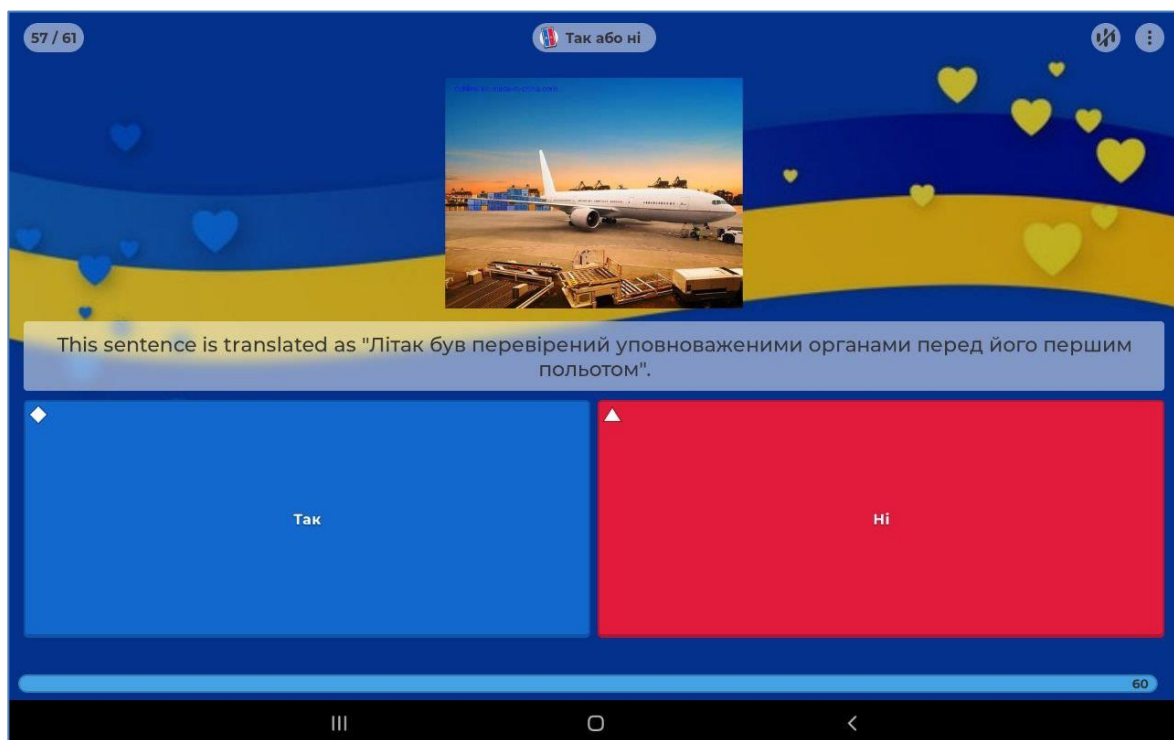 57 / 61
Так або ні
This sentence is translated as "Літак був перевірений уповноваженими органами перед його першим
польотом".
Так
Ні
60